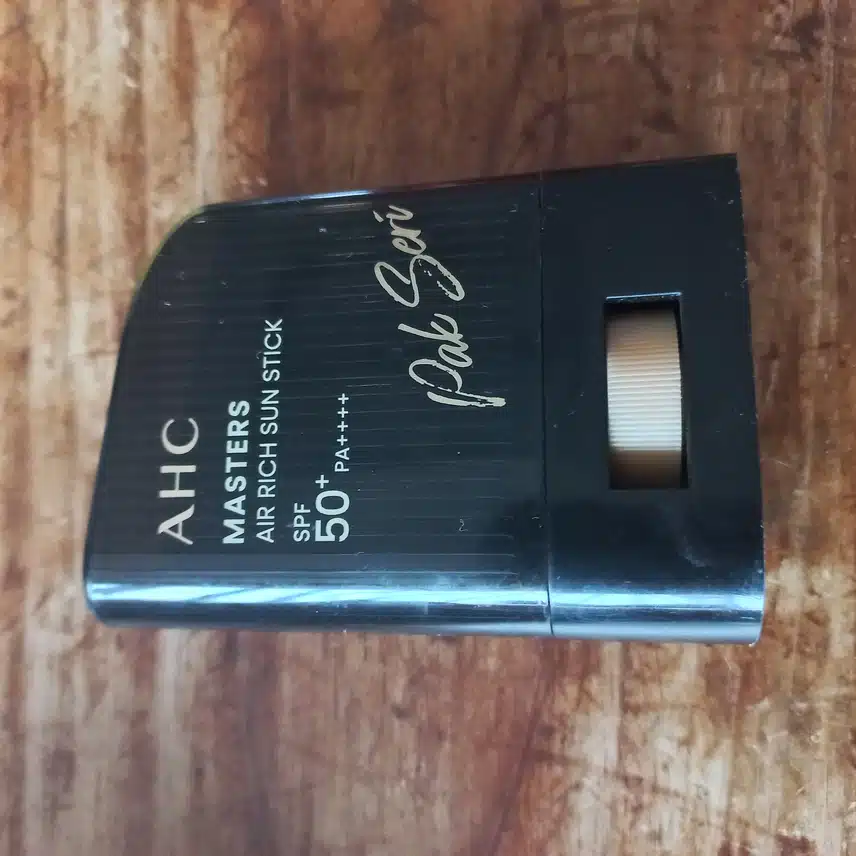 AHC
MASTERS
AIR RICH SUN STICK
SPF
50+ PA++++
Pak Seri